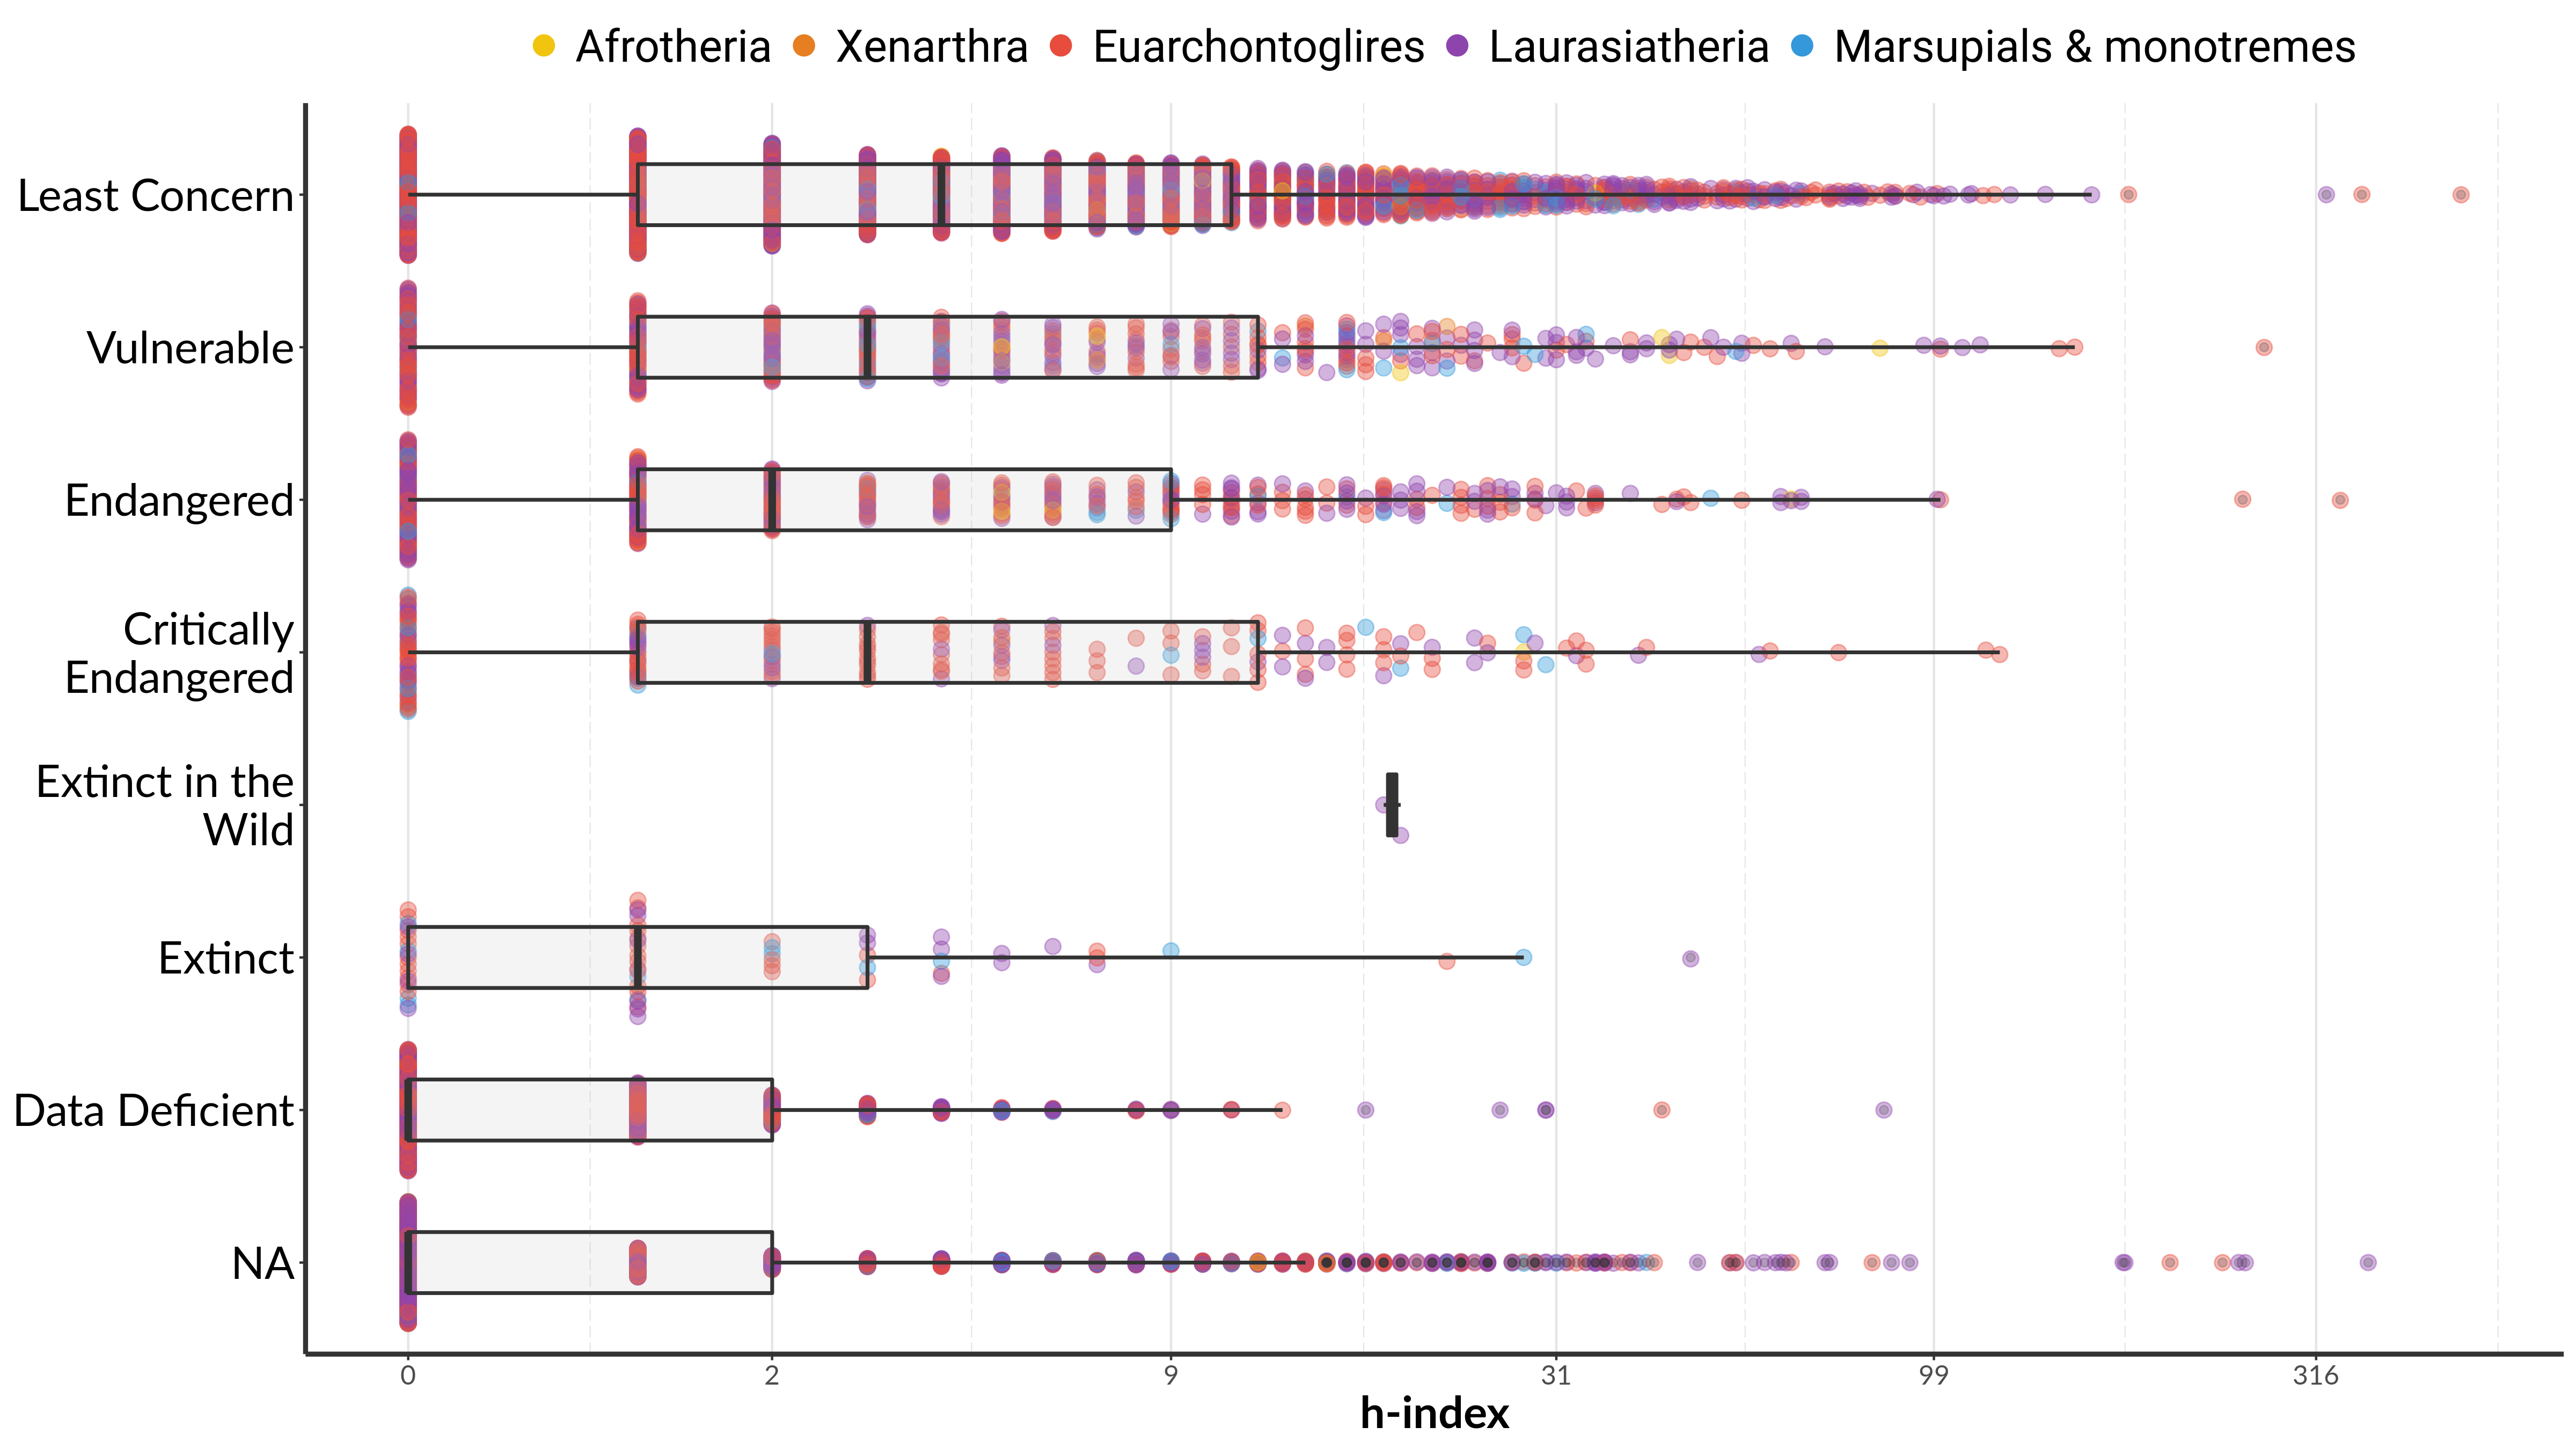 Afrotheria Xenarthra Euarchontoglires Laurasiatheria Marsupials & monotremes
Least Concern
Vulnerable
Endangered
Critically
Endangered
Extinct in the
Wild
Extinct
Data Deficient
NA
0 2 9 31 99 316
h-index